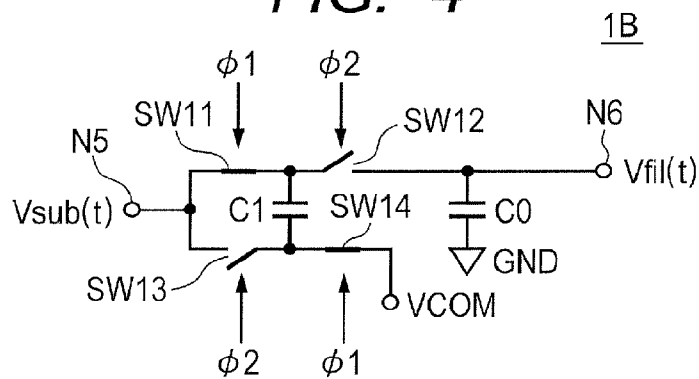 FIG. 4
1B
ϕ1 ϕ2
SW11 SW12 N6
N5
Vsub(t) C1 SW14 C0 Vfil(t)
SW13 GND
VCOM
ϕ2 ϕ1